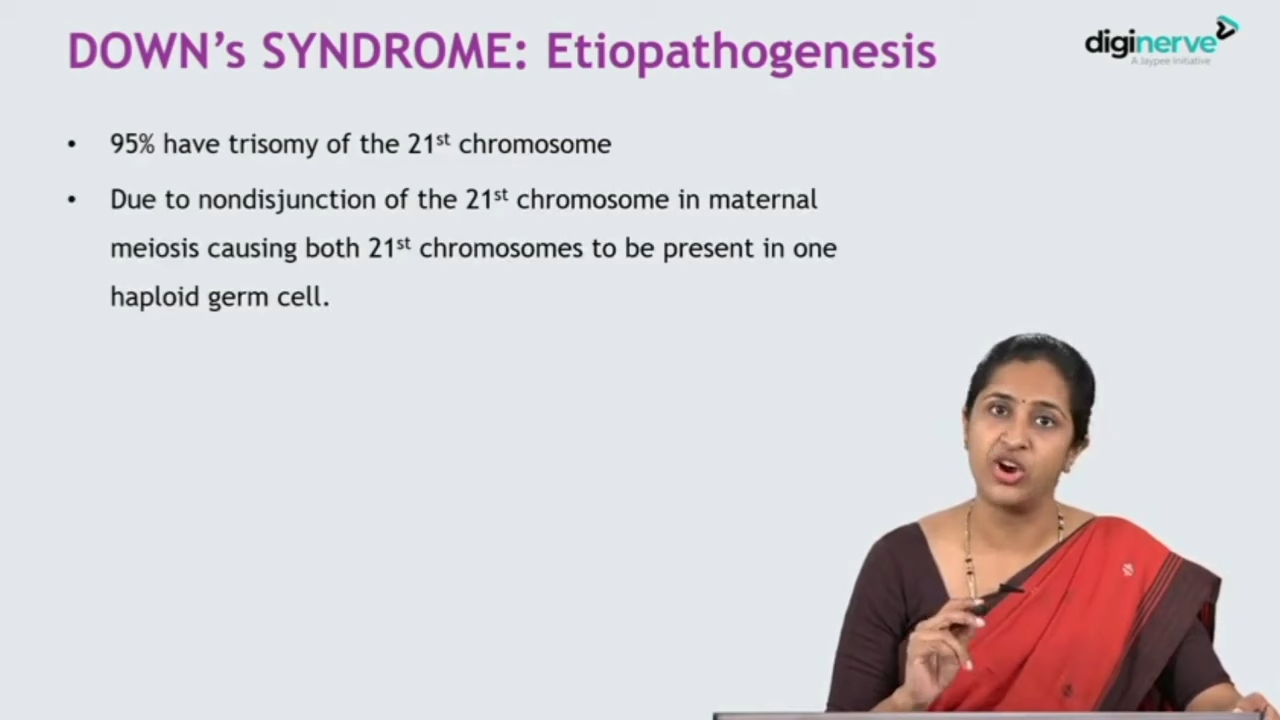 DOWN's SYNDROME: Etiopathogenesis
diginerve
A Jaypee Initiative
• 95% have trisomy of the 21st chromosome
• Due to nondisjunction of the 21st chromosome in maternal
meiosis causing both 21st chromosomes to be present in one
haploid germ cell.